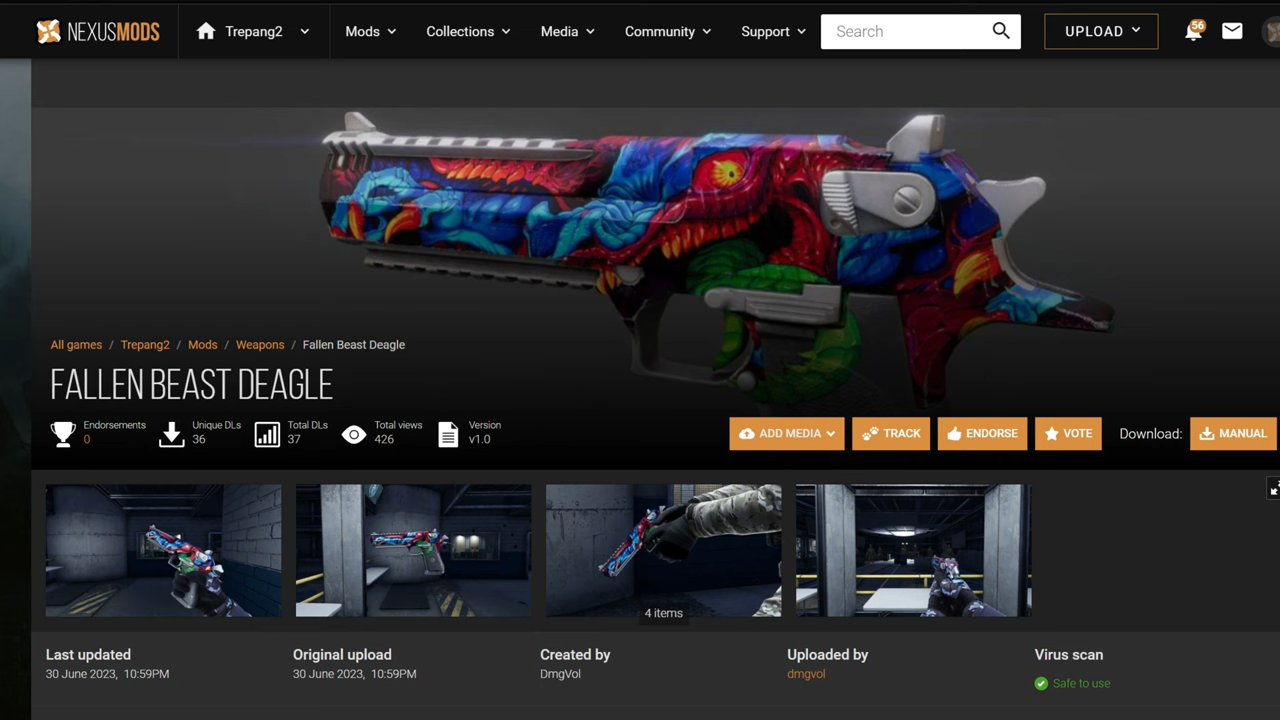 NEXUSMODS
Trepang2
Mods
Collections
Media
Community
Support
Search
UPLOAD
56
All games / Trepang2 / Mods / Weapons / Fallen Beast Deagle
FALLEN BEAST DEAGLE
Endorsements
0
Unique DLs
36
Total DLs
37
Total views
426
Version
v1.0
ADD MEDIA
TRACK
ENDORSE
VOTE
Download:
MANUAL
4 items
Last updated
30 June 2023, 10:59PM
Original upload
30 June 2023, 10:59PM
Created by
DmgVol
Uploaded by
dmgvol
Virus scan
Safe to use